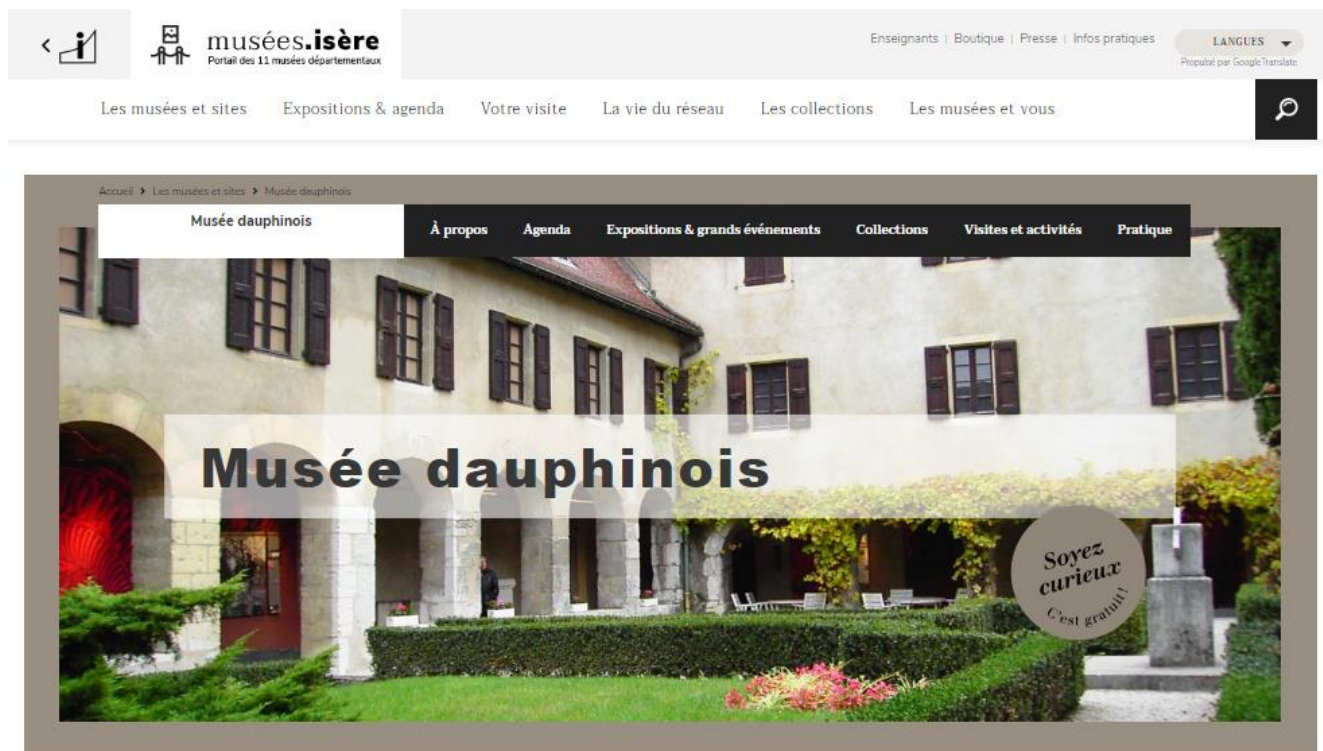 musées.isère
Portail des 11 musées départementaux
Enseignants | Boutique | Presse | Infos pratiques
LANGUES
Propulsé par GoogleTranslate
Les musées et sites Expositions & agenda Votre visite La vie du réseau Les collections Les musées et vous
Accueil > Les musées et sites > Musée dauphinois
Musée dauphinois À propos Agenda Expositions & grands événements Collections Visites et activités Pratique
Musée dauphinois
Soyez
curieux
C'est gratuit!